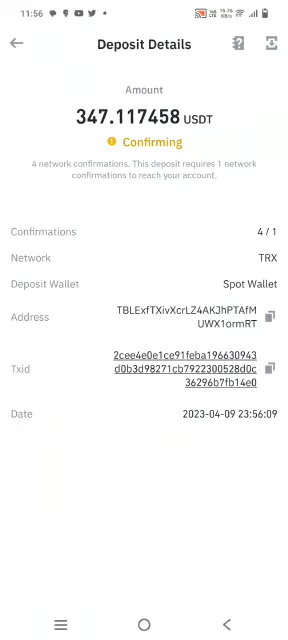 11:56
Deposit Details
Amount
347.117458 USDT
Confirming
4 network confirmations. This deposit requires 1 network
confirmations to reach your account.
Confirmations 4 / 1
Network TRX
Deposit Wallet Spot Wallet
Address TBLExfTXivXcrLZ4AKJhPTAfM
UWX1ormRT
2cee4e0e1ce91feba196630943
Txid d0b3d98271cb7922300528d0c
36296b7fb14e0
Date 2023-04-09 23:56:09